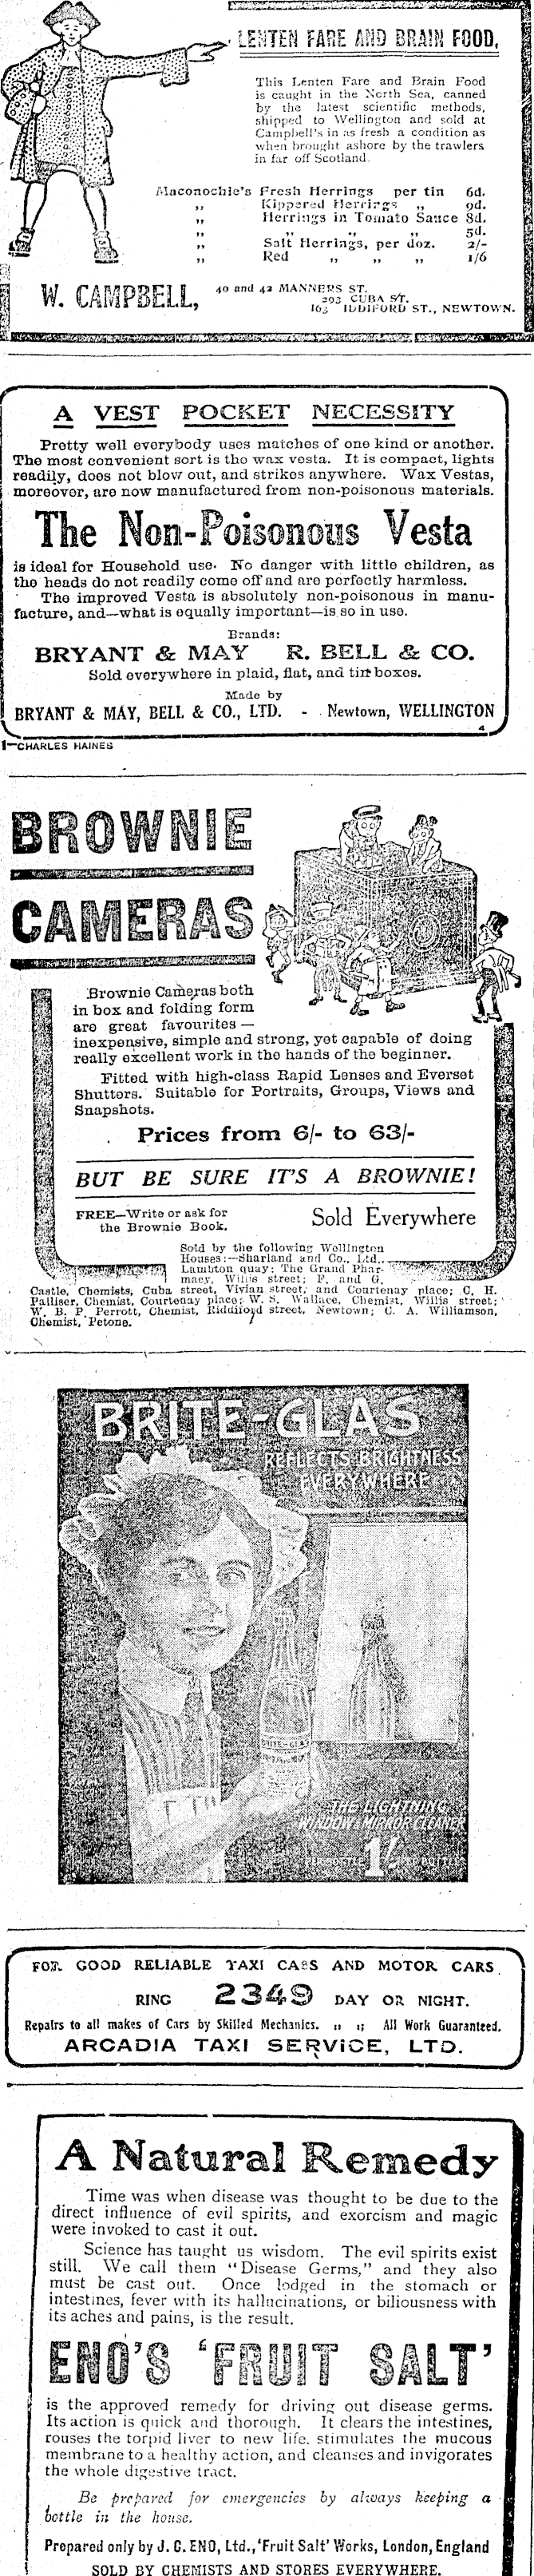 LENTEN FARE AND BRAIN FOOD,
This Lenten Fare and Brain Food
is caught in the North Sea, canned
by the latest scientific methods,
shipped to Wellington and sold at
Campbell's in as fresh a condition as
when brought ashore by the trawlers
in far off Scotland.
Maconochie's Fresh Herrings per tin 6d.
„ Kippered Herrings „ 9d.
„ Herrings in Tomato Sauce 8d.
„ „ „ „ 5d.
„ Salt Herrings, per doz. 2/-
„ Red „ „ „ 1/6
W. CAMPBELL,
40 and 42 MANNERS ST.
293 CUBA ST.
163 ST., NEWTOWN.
A VEST POCKET NECESSITY
Pretty well everybody uses matches of one kind or another.
The most convenient sort is the wax vesta. It is compact, lights
readily, does not blow out, and strikes anywhere. Wax Vestas,
moreover, are now manufactured from non-poisonous materials.
The Non-Poisonous Vesta
is ideal for Household use. No danger with little children, as
the heads do not readily come off and are perfectly harmless.
The improved Vesta is absolutely non-poisonous in manu-
facture, and—what is equally important—is so in use.
Brands:
BRYANT & MAY R. BELL & CO.
Sold everywhere in plaid, flat, and tin boxes.
Made by
BRYANT & MAY, BELL & CO., LTD. - Newtown, WELLINGTON
4
1—CHARLES HAINES
BROWNIE
CAMERAS
Brownie Cameras both
in box and folding form
are great favourites —
inexpensive, simple and strong, yet capable of doing
really excellent work in the hands of the beginner.
Fitted with high-class Rapid Lenses and Everset
Shutters. Suitable for Portraits, Groups, Views and
Snapshots.
Prices from 6/- to 63/-
BUT BE SURE IT'S A BROWNIE!
FREE—Write or ask for
the Brownie Book.
Sold Everywhere
Sold by the following Wellington
Houses:—Sharland and Co., Ltd.,
Lambton quay; The Grand Phar-
macy, Willis street; F. and G.
Castle, Chemists, Cuba street, Vivian street; and Courtenay place; C. H.
Palliser, Chemist, Courtenay place; W. S. Wallace, Chemist, Willis street;
W. B. P. Perrott, Chemist, Riddiford street, Newtown; C. A. Williamson,
Chemist, Petone.
BRITE-GLAS
REFLECTS BRIGHTNESS
EVERYWHERE
BRITE-GLAS
THE LIGHTNING
WINDOW & MIRROR CLEANER
1/-
FOR GOOD RELIABLE TAXI CABS AND MOTOR CARS
RING 2349 DAY OR NIGHT.
Repairs to all makes of Cars by Skilled Mechanics. „ „ All Work Guaranteed.
ARCADIA TAXI SERViCE, LTD.
A Natural Remedy
Time was when disease was thought to be due to the
direct influence of evil spirits, and exorcism and magic
were invoked to cast it out.
Science has taught us wisdom. The evil spirits exist
still. We call them "Disease Germs," and they also
must be cast out. Once lodged in the stomach or
intestines, fever with its hallucinations, or biliousness with
its aches and pains, is the result.
ENO'S 'FRUIT SALT'
is the approved remedy for driving out disease germs.
Its action is quick and thorough. It clears the intestines,
rouses the torpid liver to new life, stimulates the mucous
membrane to a healthy action, and cleanses and invigorates
the whole digestive tract.
Be prepared for emergencies by always keeping a
bottle in the house.
Prepared only by J. C. ENO, Ltd., 'Fruit Salt' Works, London, England
SOLD BY CHEMISTS AND STORES EVERYWHERE.